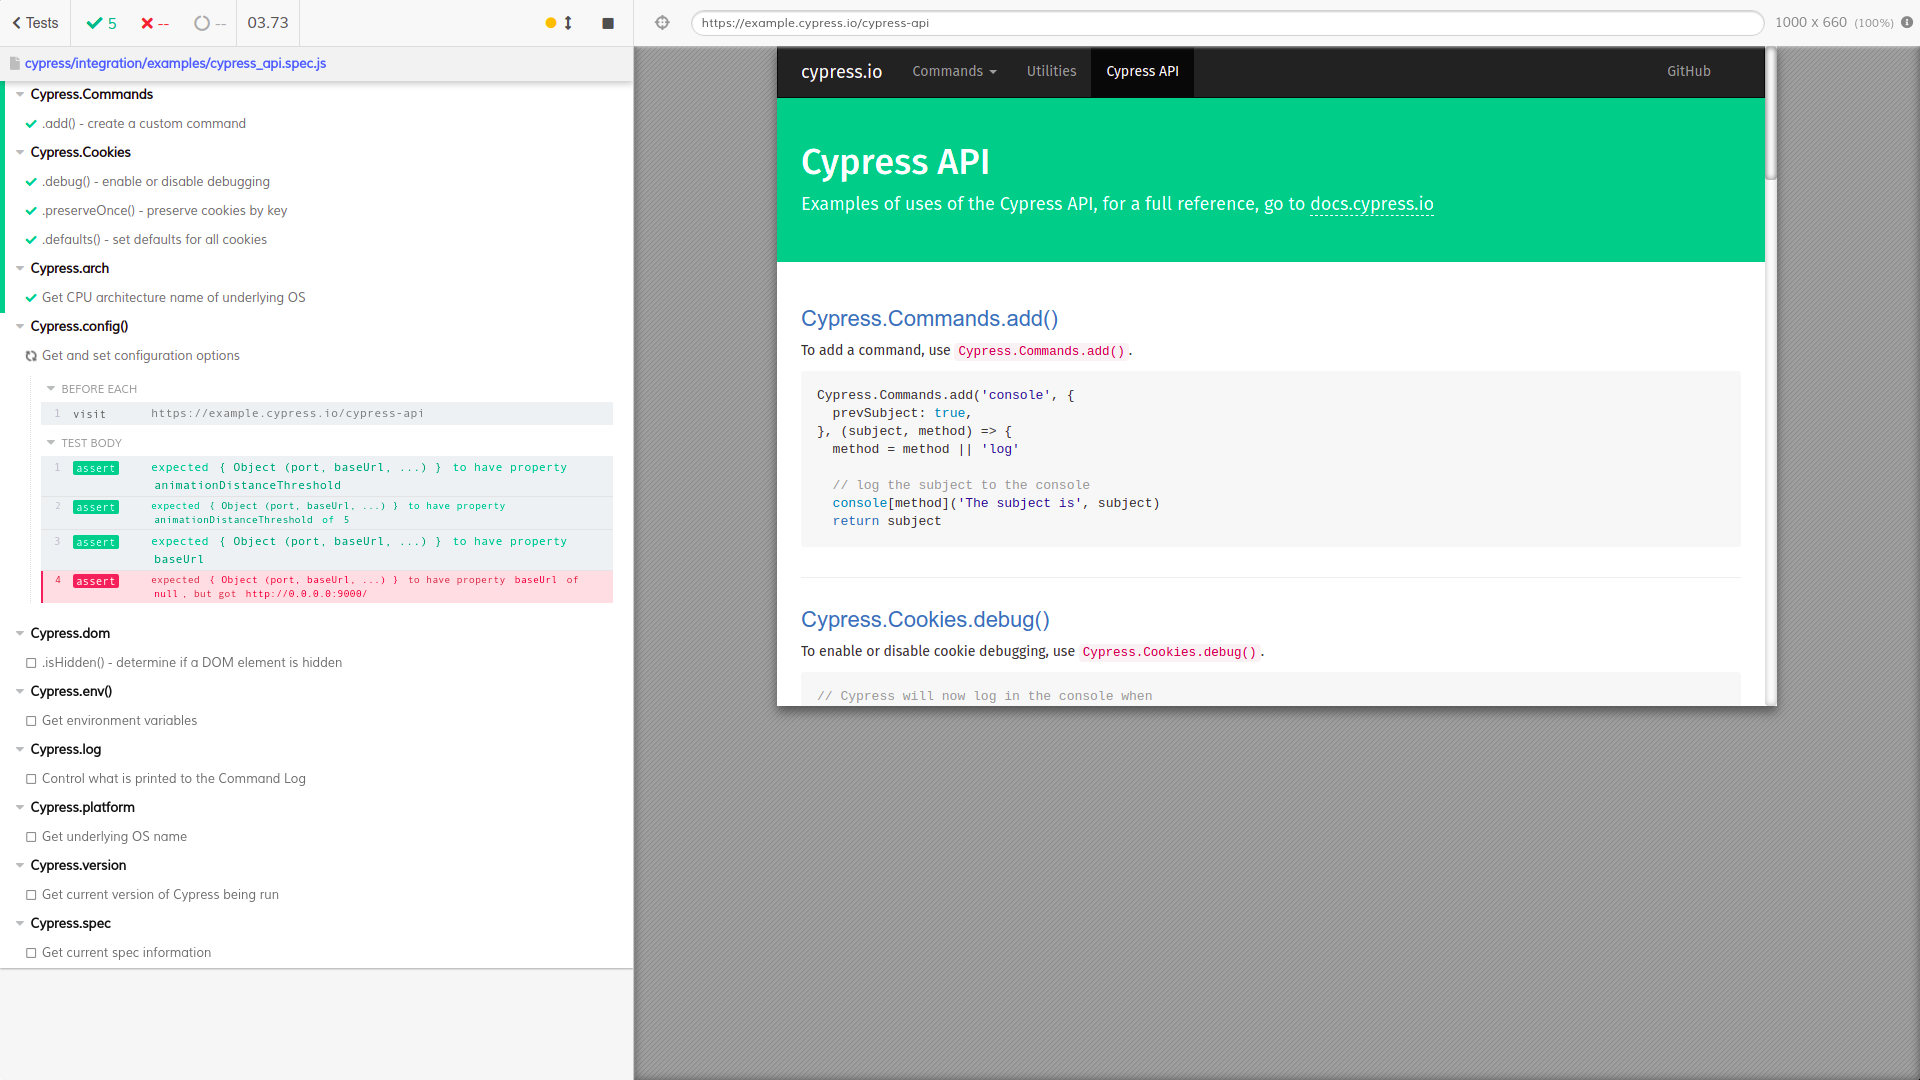 Tests
5
--
--
03.73
cypress/integration/examples/cypress_api.spec.js
Cypress.Commands
.add() - create a custom command
Cypress.Cookies
.debug() - enable or disable debugging
.preserveOnce() - preserve cookies by key
.defaults() - set defaults for all cookies
Cypress.arch
Get CPU architecture name of underlying OS
Cypress.config()
Get and set configuration options
BEFORE EACH
1 visit https://example.cypress.io/cypress-api
TEST BODY
1 assert expected { Object (port, baseUrl, ...) } to have property
animationDistanceThreshold
2 assert expected { Object (port, baseUrl, ...) } to have property
animationDistanceThreshold of 5
3 assert expected { Object (port, baseUrl, ...) } to have property
baseUrl
4 assert expected { Object (port, baseUrl, ...) } to have property baseUrl of
null, but got http://0.0.0.0:9000/
Cypress.dom
.isHidden() - determine if a DOM element is hidden
Cypress.env()
Get environment variables
Cypress.log
Control what is printed to the Command Log
Cypress.platform
Get underlying OS name
Cypress.version
Get current version of Cypress being run
Cypress.spec
Get current spec information
https://example.cypress.io/cypress-api
1000 x 660 (100%)
cypress.io Commands Utilities Cypress API GitHub
Cypress API
Examples of uses of the Cypress API, for a full reference, go to docs.cypress.io
Cypress.Commands.add()
To add a command, use Cypress.Commands.add().
Cypress.Commands.add('console', {
prevSubject: true,
}, (subject, method) => {
method = method || 'log'
// log the subject to the console
console[method]('The subject is', subject)
return subject
Cypress.Cookies.debug()
To enable or disable cookie debugging, use Cypress.Cookies.debug().
// Cypress will now log in the console when